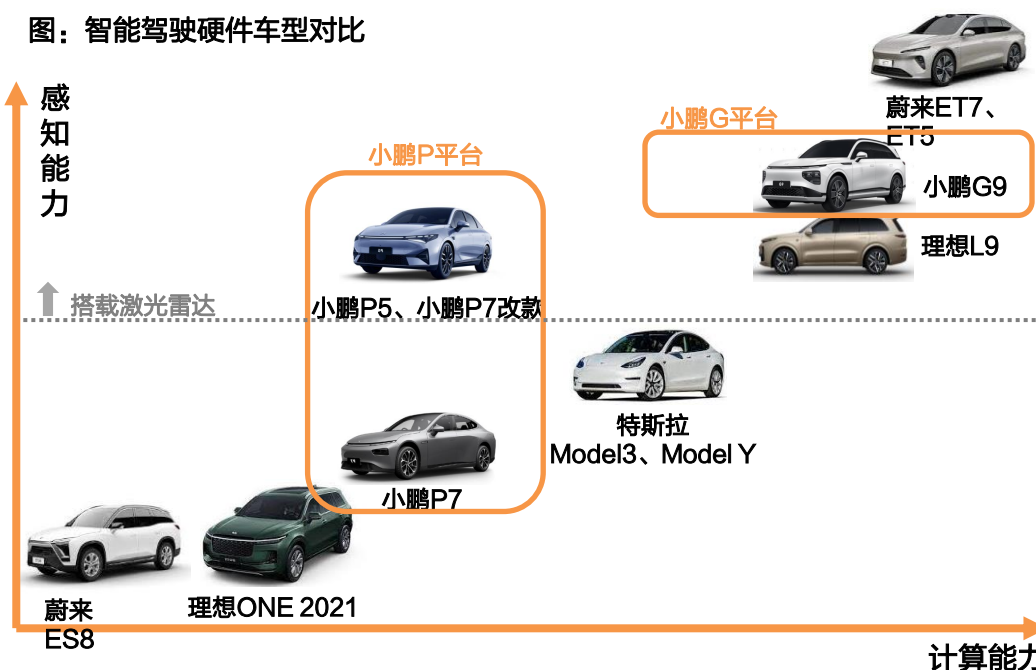 图：智能驾驶硬件车型对比
感知能力
蔚来ET7、
ET5
小鹏G平台
小鹏P平台
小鹏G9
理想L9
搭载激光雷达
小鹏P5、小鹏P7改款
特斯拉
Model3、Model Y
小鹏P7
蔚来
ES8
理想ONE 2021
计算能力